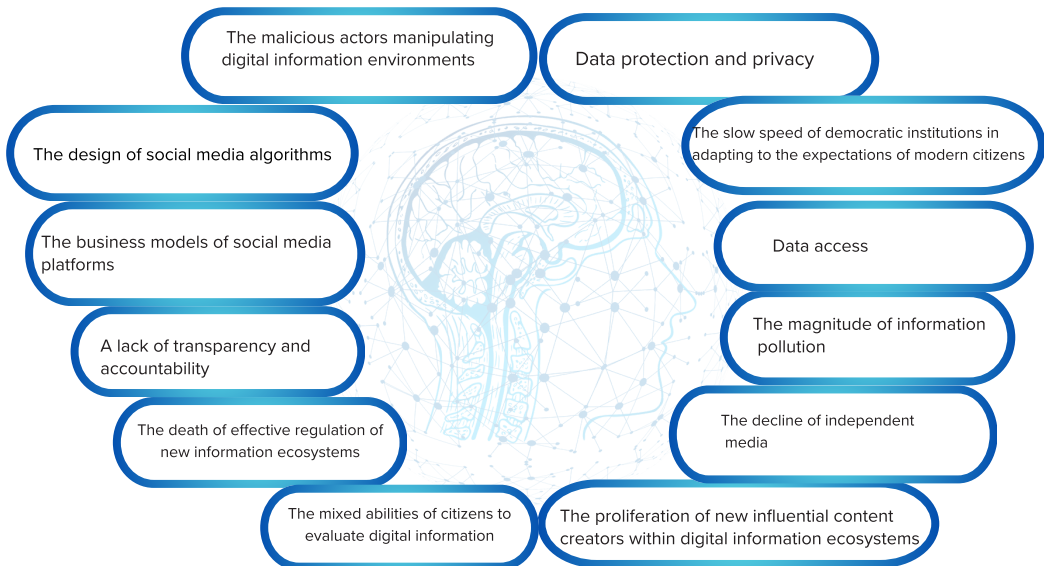 The malicious actors manipulating
digital information environments
Data protection and privacy
The design of social media algorithms
The slow speed of democratic institutions in
adapting to the expectations of modern citizens
The business models of social media
platforms
Data access
A lack of transparency and
accountability
The magnitude of information
pollution
The death of effective regulation of
new information ecosystems
The decline of independent
media
The mixed abilities of citizens to
evaluate digital information
The proliferation of new influential content
creators within digital information ecosystems